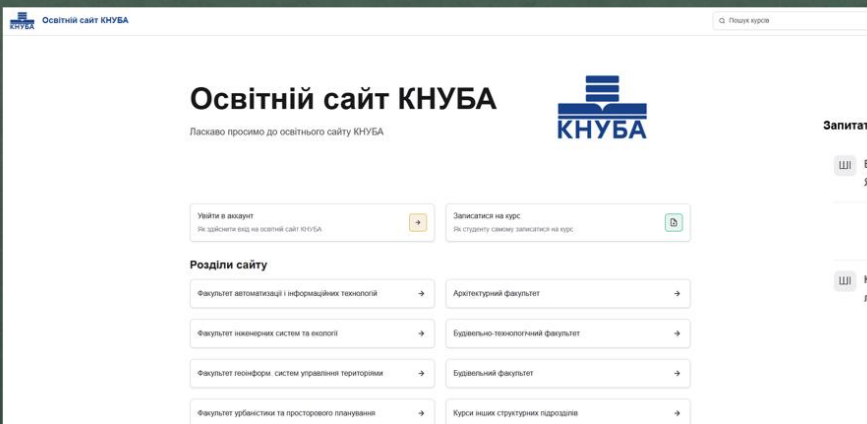 КНУБА
Освітній сайт КНУБА
Пошук курсів
Освітній сайт КНУБА
Ласкаво просимо до освітнього сайту КНУБА
КНУБА
Увійти в аккаунт
Як здійснити вхід на освітній сайт КНУБА
Записатися на курс
Як студенту самому записатися на курс
Розділи сайту
Факультет автоматизації і інформаційних технологій
Архітектурний факультет
Факультет інженерних систем та екології
Будівельно-технологічний факультет
Факультет геоінформ. систем управління територіями
Будівельний факультет
Факультет урбаністики та просторового планування
Курси інших структурних підрозділів
Запитат
ШІ
ШІ